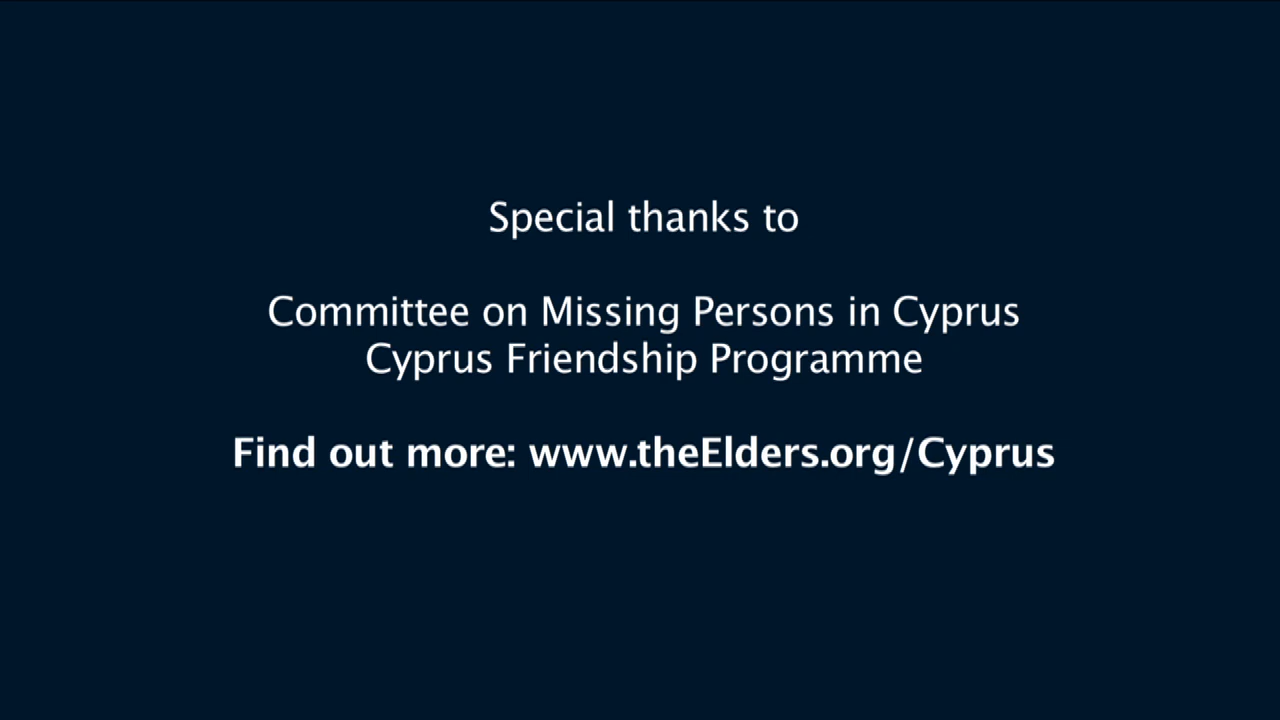 Special thanks to
Committee on Missing Persons in Cyprus
Cyprus Friendship Programme
Find out more: www.theElders.org/Cyprus